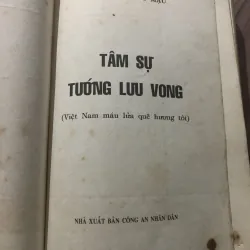 MẬU
TÂM SỰ
TƯỚNG LƯU VONG
(Việt Nam máu lửa quê hương tôi)
NHÀ XUẤT BẢN CÔNG AN NHÂN DÂN